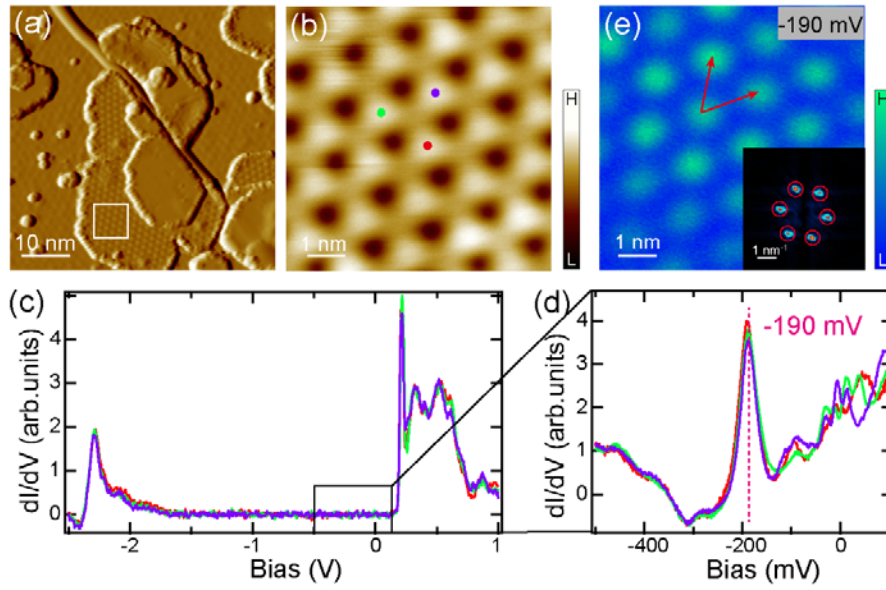 (a)
10 nm
(b)
1 nm
H
L
(e)
-190 mV
1 nm
1 nm⁻¹
H
L
(c)
dI/dV (arb.units)
4
3
2
1
0
-2
-1
0
1
Bias (V)
(d)
-190 mV
dI/dV (arb.units)
4
3
2
1
0
-400
-200
0
Bias (mV)